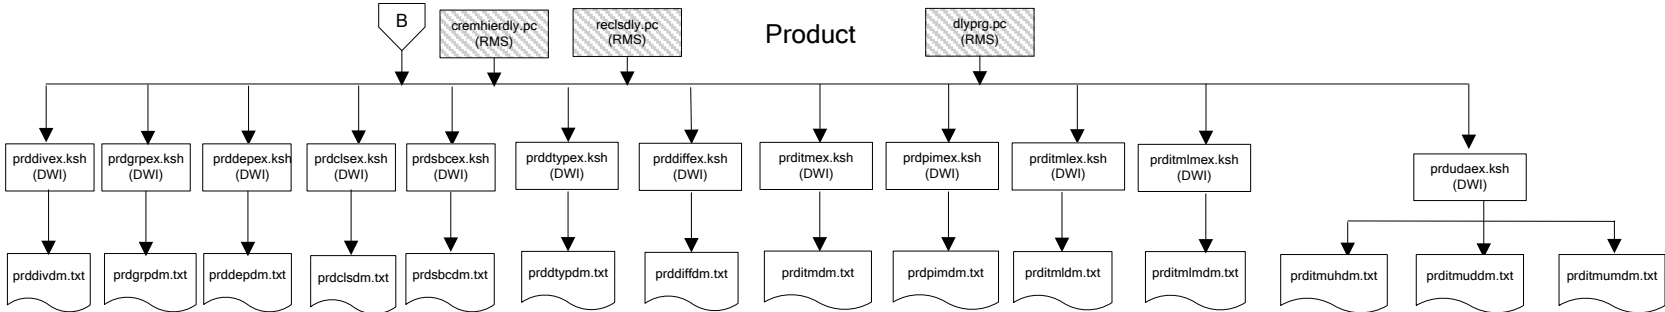 B
cremhierdly.pc
(RMS)
reclsdly.pc
(RMS)
Product
dlyprg.pc
(RMS)
prddivex.ksh
(DWI)
prdgrpex.ksh
(DWI)
prddepex.ksh
(DWI)
prdclsex.ksh
(DWI)
prdsbcex.ksh
(DWI)
prddtypex.ksh
(DWI)
prddiffex.ksh
(DWI)
prditmex.ksh
(DWI)
prdpimex.ksh
(DWI)
prditmlex.ksh
(DWI)
prditmlmex.ksh
(DWI)
prdudaex.ksh
(DWI)
prddivdm.txt
prdgrpdm.txt
prddepdm.txt
prdclsdm.txt
prdsbcdm.txt
prddtypdm.txt
prddiffdm.txt
prditmdm.txt
prdpimdm.txt
prditmldm.txt
prditmlmdm.txt
prditmuhdm.txt
prditmuddm.txt
prditmumdm.txt